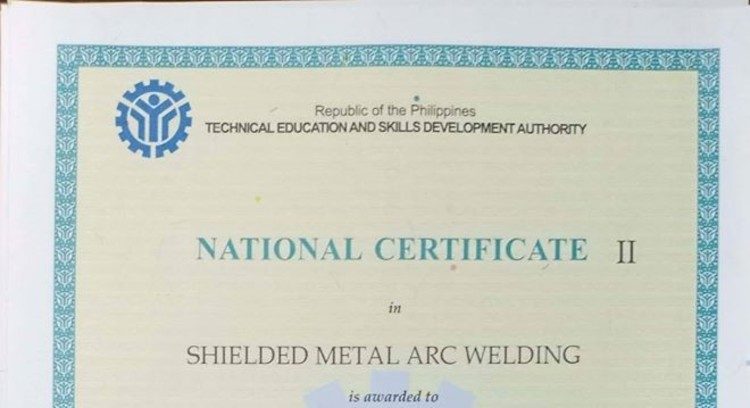 Republic of the Philippines
TECHNICAL EDUCATION AND SKILLS DEVELOPMENT AUTHORITY
NATIONAL CERTIFICATE II
in
SHIELDED METAL ARC WELDING
is awarded to